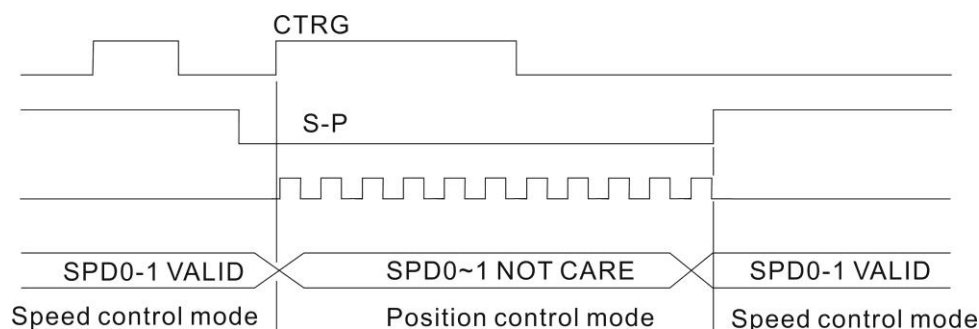 CTRG
S-P
SPD0-1 VALID
SPD0~1 NOT CARE
SPD0-1 VALID
Speed control mode
Position control mode
Speed control mode